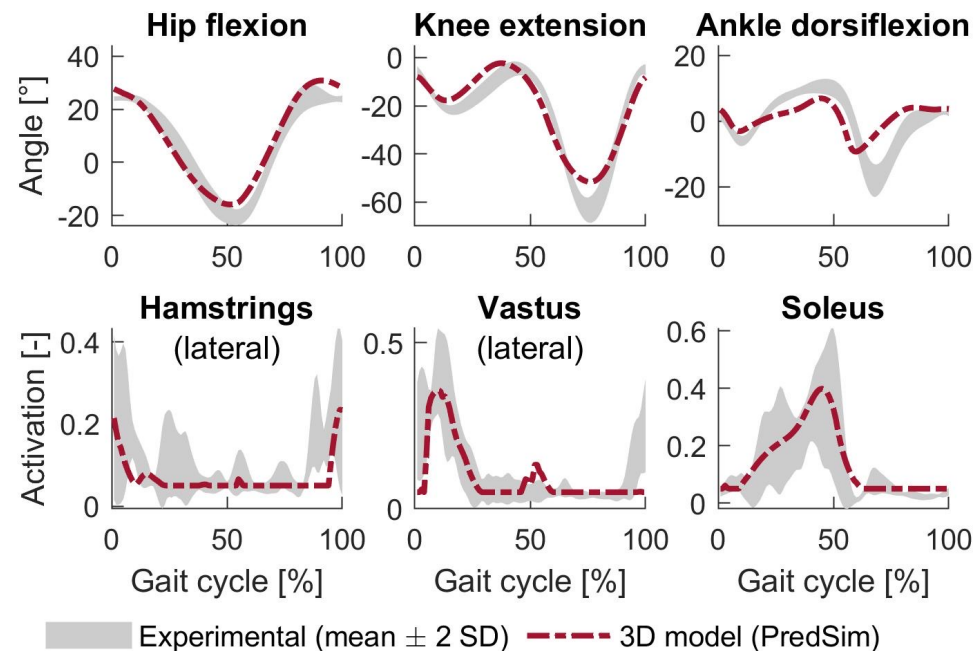 Hip flexion
Knee extension
Ankle dorsiflexion
Angle [°]
40
20
0
-20
0
50
100
0
-20
-40
-60
0
50
100
20
0
-20
0
50
100
Hamstrings
(lateral)
Vastus
(lateral)
Soleus
Activation [-]
0.4
0.2
0
0
50
100
0.5
0
0
50
100
0.6
0.4
0.2
0
0
50
100
Gait cycle [%]
Gait cycle [%]
Gait cycle [%]
Experimental (mean ± 2 SD)
3D model (PredSim)